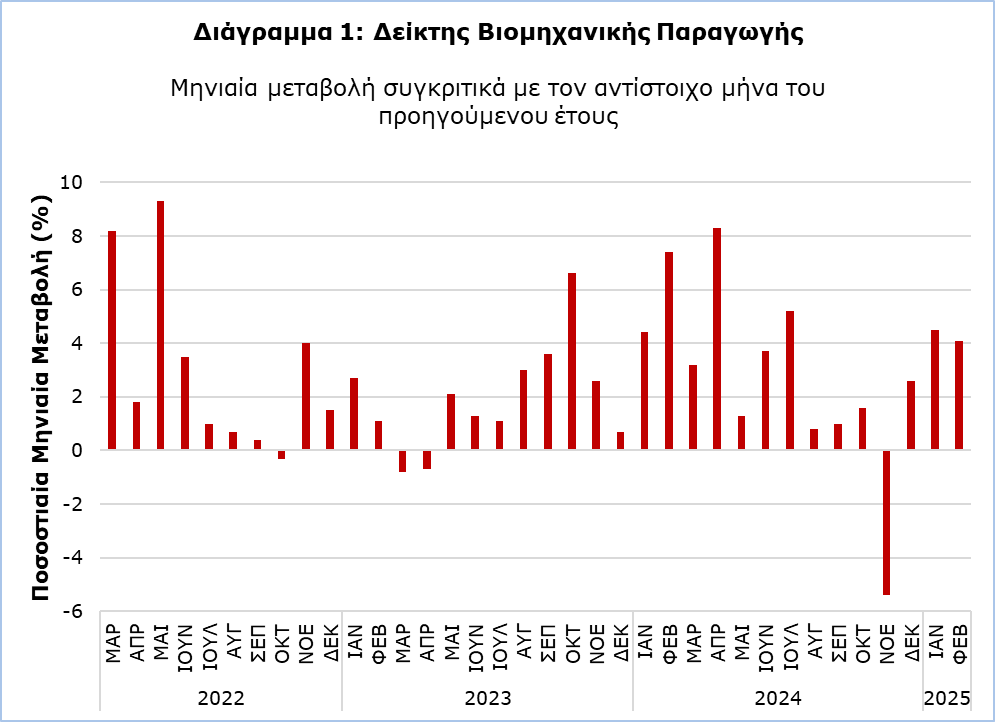 Διάγραμμα 1: Δείκτης Βιομηχανικής Παραγωγής
Μηνιαία μεταβολή συγκριτικά με τον αντίστοιχο μήνα του
προηγούμενου έτους
Ποσοστιαία Μηνιαία Μεταβολή (%)
10
8
6
4
2
0
-2
-4
-6
ΜΑΡ
ΑΠΡ
ΜΑΙ
ΙΟΥΝ
ΙΟΥΛ
ΑΥΓ
ΣΕΠ
ΟΚΤ
ΝΟΕ
ΔΕΚ
ΙΑΝ
ΦΕΒ
ΜΑΡ
ΑΠΡ
ΜΑΙ
ΙΟΥΝ
ΙΟΥΛ
ΑΥΓ
ΣΕΠ
ΟΚΤ
ΝΟΕ
ΔΕΚ
ΙΑΝ
ΦΕΒ
ΜΑΡ
ΑΠΡ
ΜΑΙ
ΙΟΥΝ
ΙΟΥΛ
ΑΥΓ
ΣΕΠ
ΟΚΤ
ΝΟΕ
ΔΕΚ
ΙΑΝ
ΦΕΒ
2022
2023
2024
2025